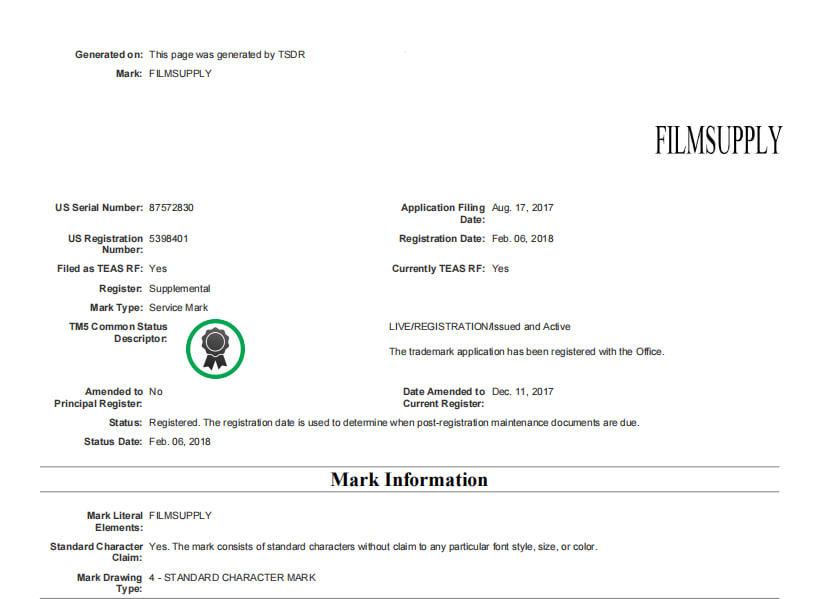 Generated on: This page was generated by TSDR
Mark: FILMSUPPLY
FILMSUPPLY
US Serial Number: 87572830
Application Filing Date: Aug. 17, 2017
US Registration Number: 5398401
Registration Date: Feb. 06, 2018
Filed as TEAS RF: Yes
Currently TEAS RF: Yes
Register: Supplemental
Mark Type: Service Mark
TM5 Common Status Descriptor:
LIVE/REGISTRATION/Issued and Active
The trademark application has been registered with the Office.
Amended to Principal Register: No
Date Amended to Current Register: Dec. 11, 2017
Status: Registered. The registration date is used to determine when post-registration maintenance documents are due.
Status Date: Feb. 06, 2018
Mark Information
Mark Literal Elements: FILMSUPPLY
Standard Character Claim: Yes. The mark consists of standard characters without claim to any particular font style, size, or color.
Mark Drawing Type: 4 - STANDARD CHARACTER MARK